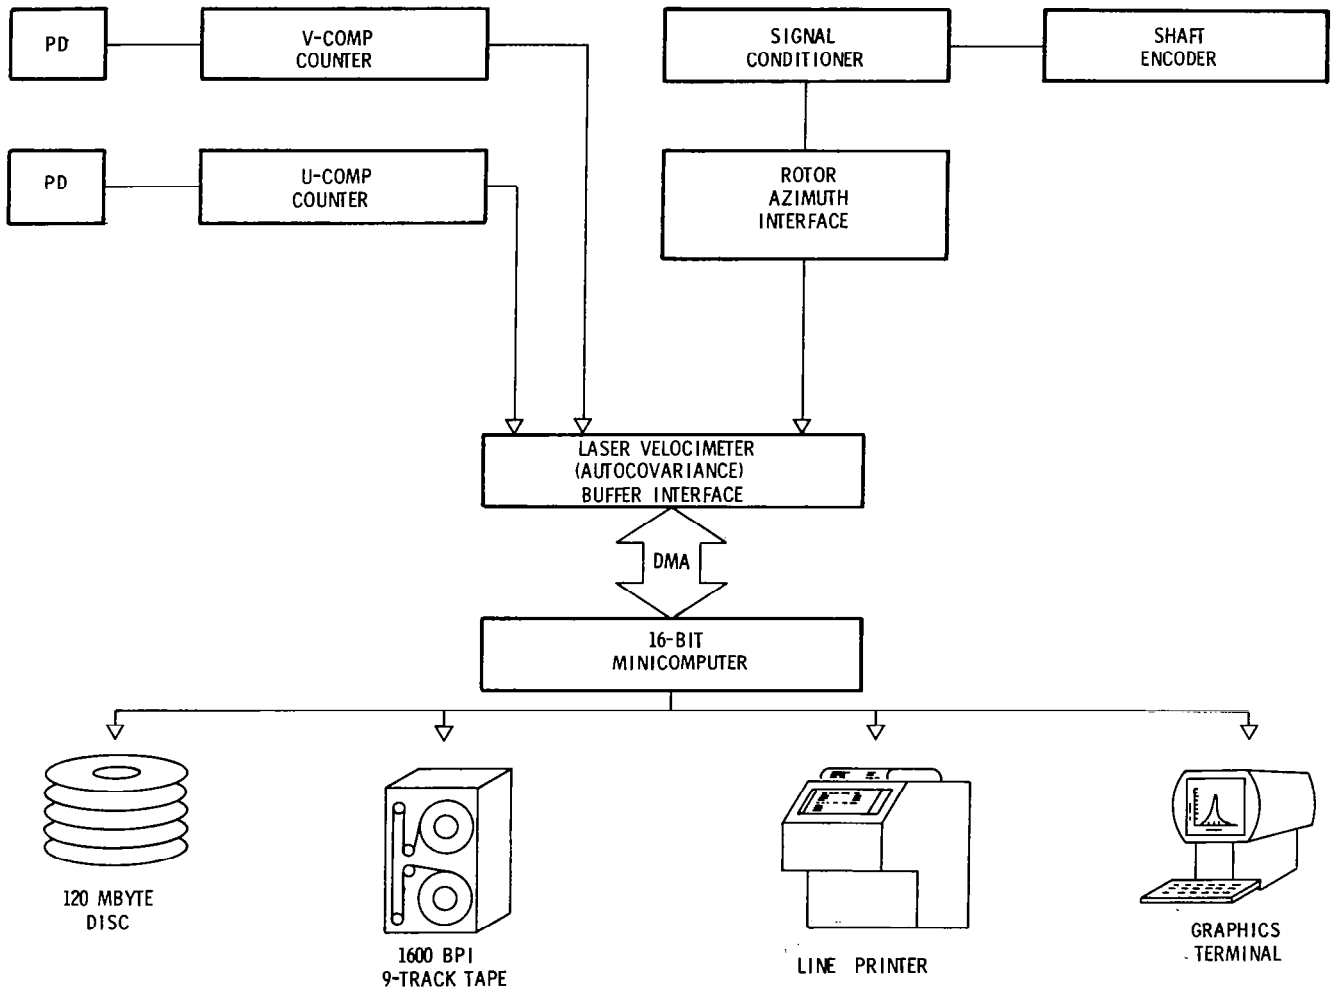 PD
V-COMP
COUNTER
SIGNAL
CONDITIONER
SHAFT
ENCODER
PD
U-COMP
COUNTER
ROTOR
AZIMUTH
INTERFACE
LASER VELOCIMETER
(AUTOCOVARIANCE)
BUFFER INTERFACE
DMA
16-BIT
MINICOMPUTER
120 MBYTE
DISC
1600 BPI
9-TRACK TAPE
LINE PRINTER
GRAPHICS
TERMINAL